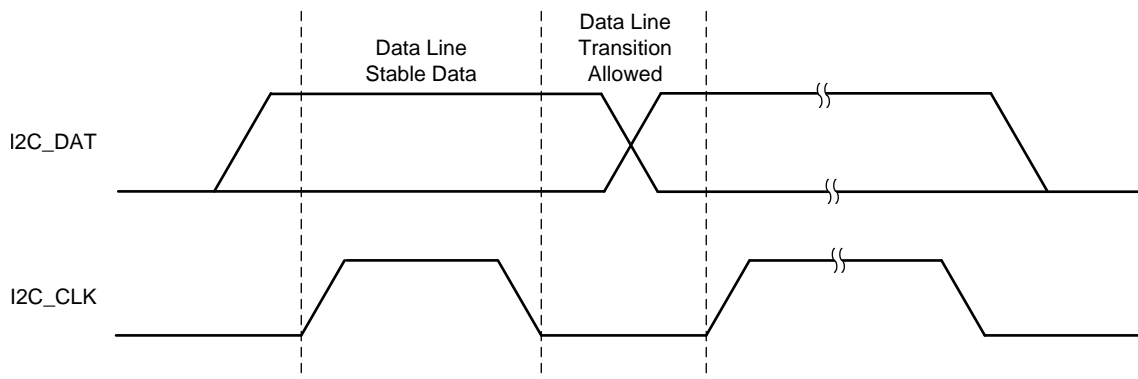 Data Line
Stable Data
Data Line
Transition
Allowed
I2C_DAT
I2C_CLK